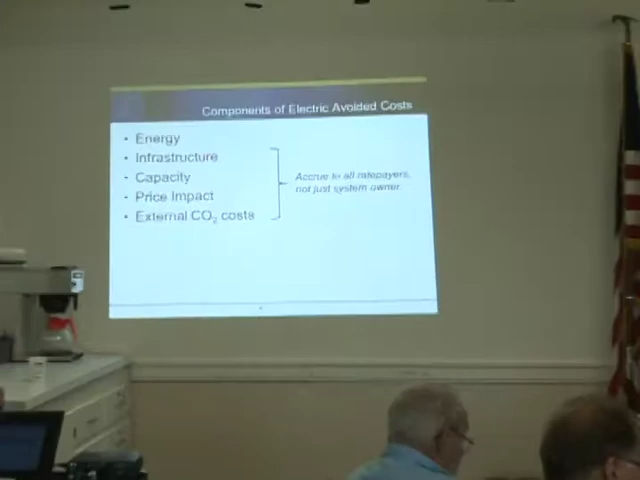 Components of Electric Avoided Costs
• Energy
• Infrastructure
• Capacity
• Price Impact
• External CO₂ costs
Accrue to all ratepayers,
not just system owner.